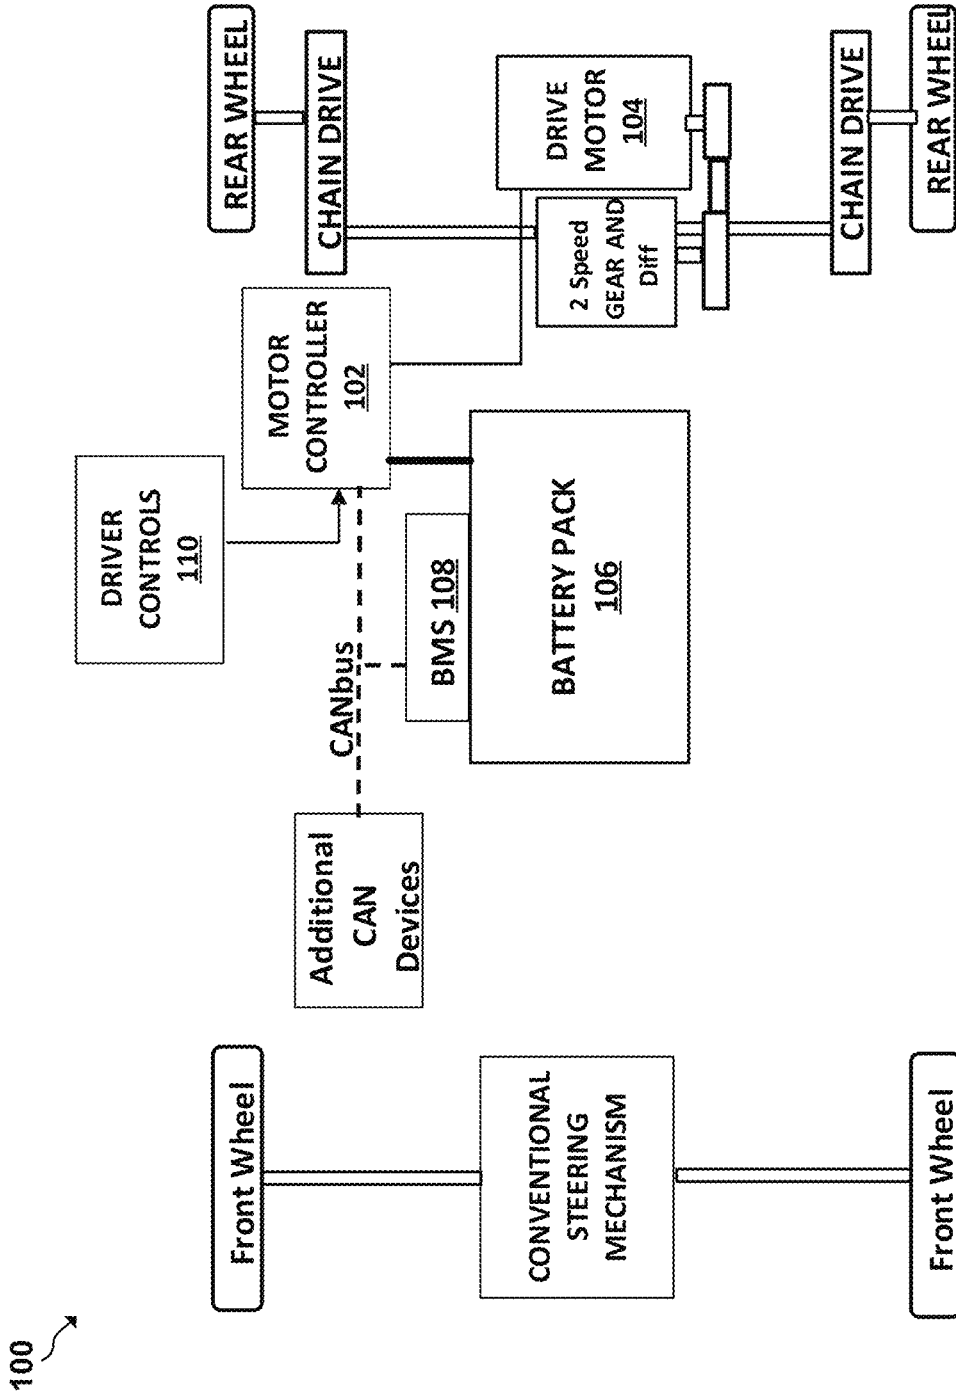 100
Front Wheel
CONVENTIONAL
STEERING
MECHANISM
Front Wheel
Additional
CAN
Devices
CANbus
DRIVER
CONTROLS
110
MOTOR
CONTROLLER
102
BMS 108
BATTERY PACK
106
REAR WHEEL
CHAIN DRIVE
2 Speed
GEAR AND
Diff
DRIVE
MOTOR
104
CHAIN DRIVE
REAR WHEEL